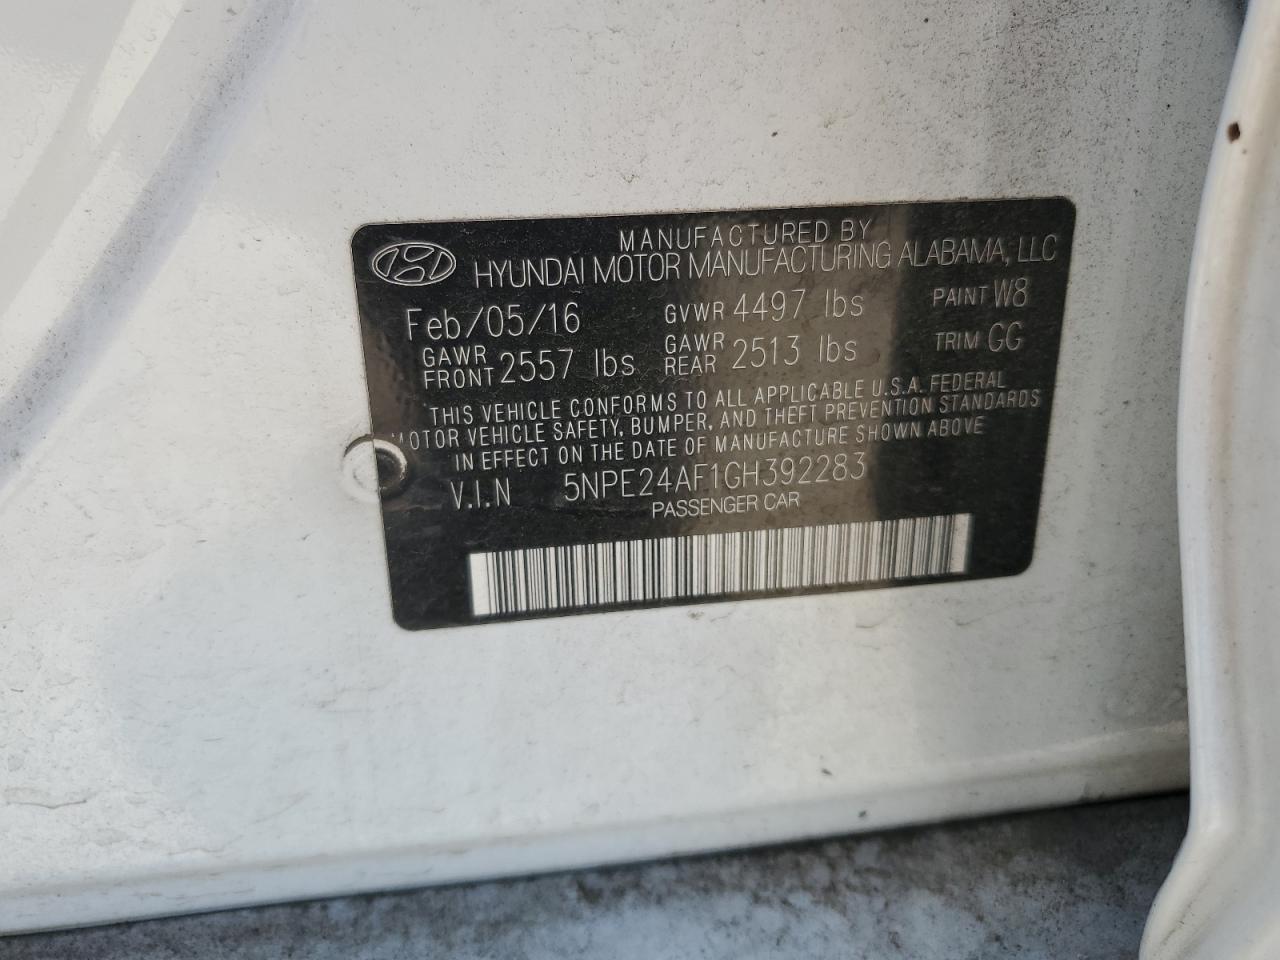 MANUFACTURED BY
HYUNDAI MOTOR MANUFACTURING ALABAMA, LLC
Feb/05/16 GVWR 4497 lbs PAINT W8
GAWR FRONT 2557 lbs GAWR REAR 2513 lbs TRIM GG
THIS VEHICLE CONFORMS TO ALL APPLICABLE U.S.A. FEDERAL
MOTOR VEHICLE SAFETY, BUMPER, AND THEFT PREVENTION STANDARDS
IN EFFECT ON THE DATE OF MANUFACTURE SHOWN ABOVE
V.I.N 5NPE24AF1GH392283
PASSENGER CAR